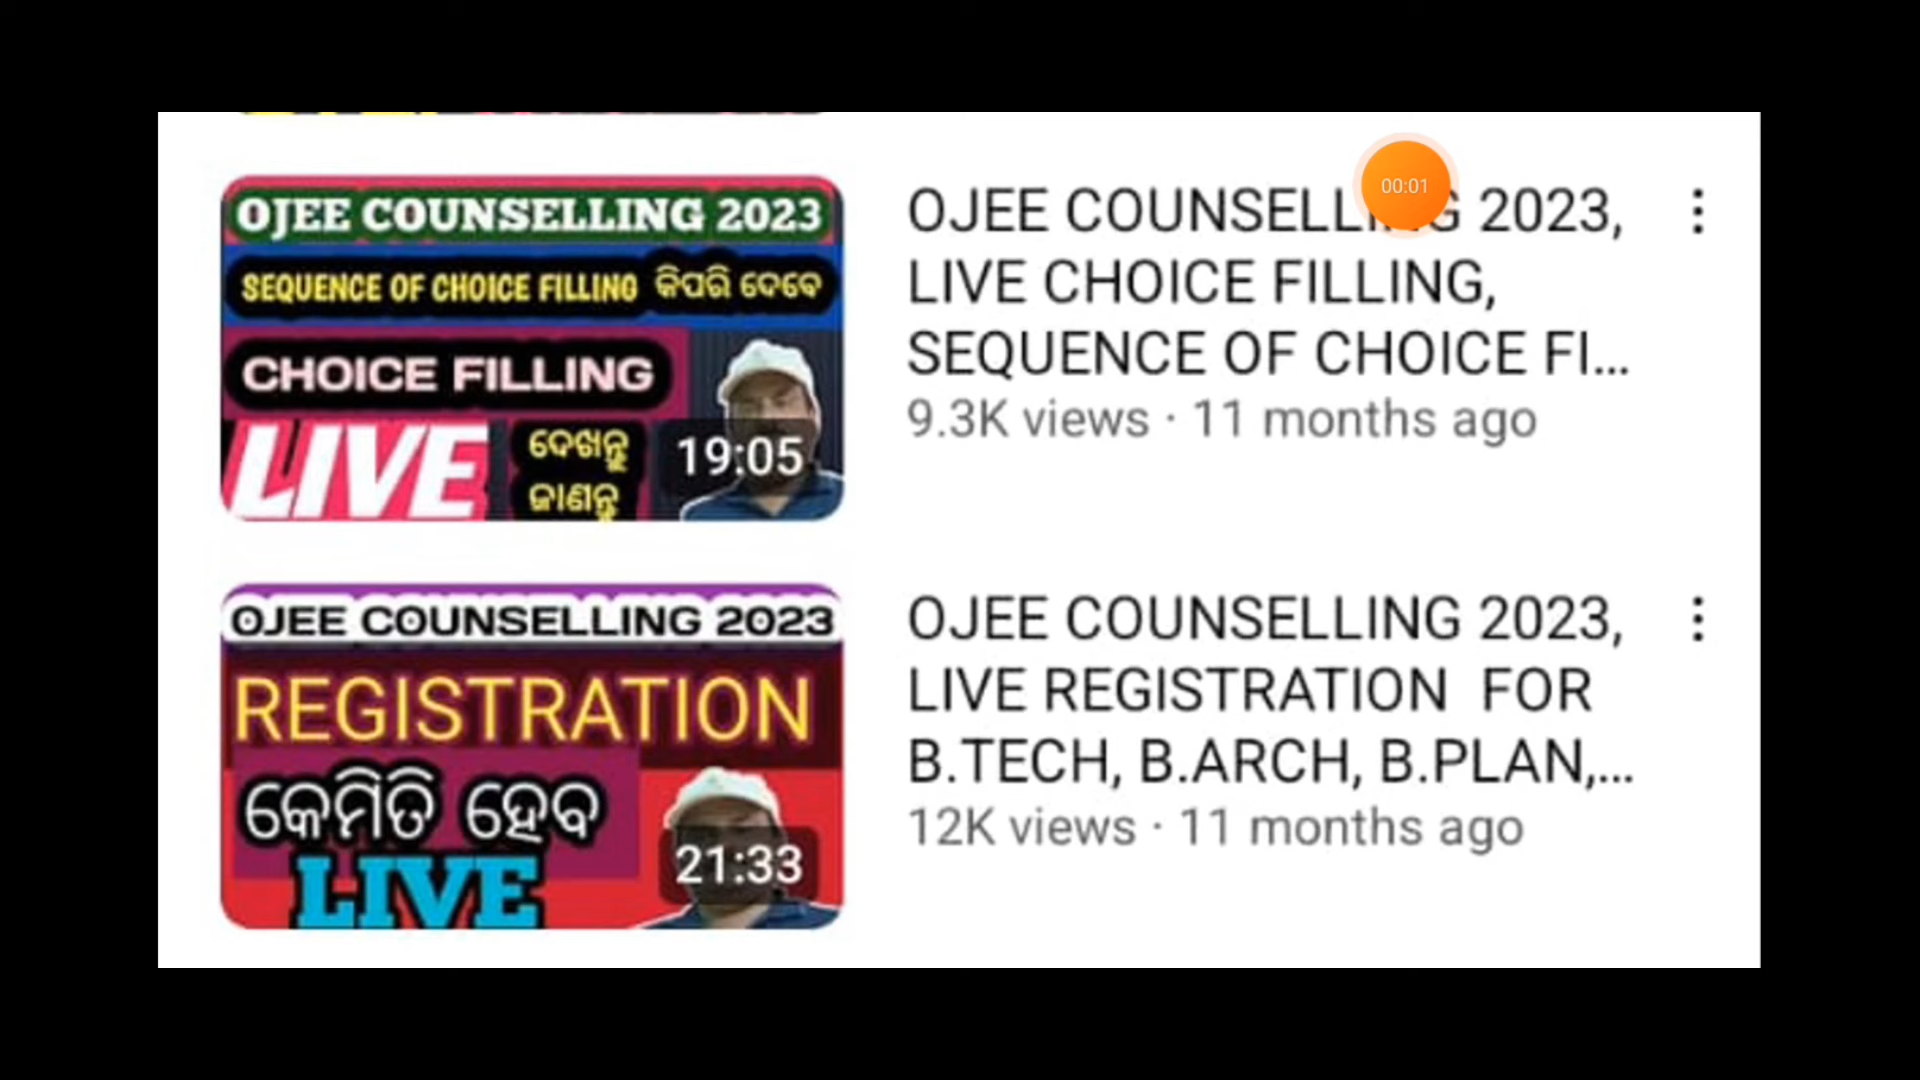 OJEE COUNSELLING 2023
SEQUENCE OF CHOICE FILLING କିପରି ଦେବେ
CHOICE FILLING
LIVE
ଦେଖନ୍ତୁ
ଜାଣନ୍ତୁ
19:05
OJEE COUNSELLING 2023,
LIVE CHOICE FILLING,
SEQUENCE OF CHOICE FI...
9.3K views · 11 months ago
00:01
OJEE COUNSELLING 2023
REGISTRATION
କେମିତି ହେବ
LIVE
21:33
OJEE COUNSELLING 2023,
LIVE REGISTRATION FOR
B.TECH, B.ARCH, B.PLAN,...
12K views · 11 months ago